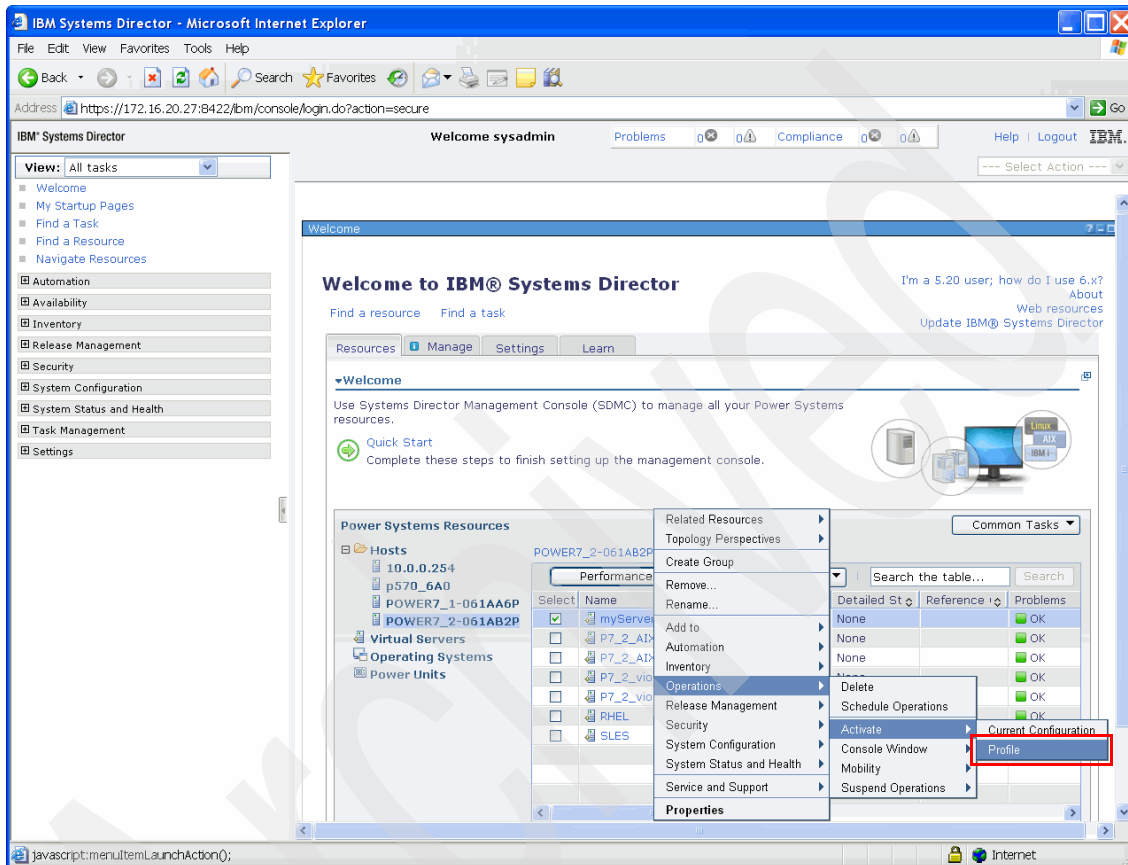 IBM Systems Director - Microsoft Internet Explorer
File Edit View Favorites Tools Help
Back Search Favorites
Address https://172.16.20.27:8422/ibm/console/login.do?action=secure Go
IBM® Systems Director Welcome sysadmin Problems 0 0 Compliance 0 0 Help | Logout IBM.
View: All tasks --- Select Action ---
Welcome
My Startup Pages
Find a Task
Find a Resource
Navigate Resources
Automation
Availability
Inventory
Release Management
Security
System Configuration
System Status and Health
Task Management
Settings
Welcome
Welcome to IBM® Systems Director
Find a resource Find a task
I'm a 5.20 user; how do I use 6.x?
About
Web resources
Update IBM® Systems Director
Resources Manage Settings Learn
Welcome
Use Systems Director Management Console (SDMC) to manage all your Power Systems
resources.
Quick Start
Complete these steps to finish setting up the management console.
Linux
AIX
IBM i
Power Systems Resources
Common Tasks
Hosts
10.0.0.254
p570_6A0
POWER7_1-061AA6P
POWER7_2-061AB2P
Virtual Servers
Operating Systems
Power Units
POWER7_2-061AB2P
Performance Search the table... Search
Select Name Detailed St Reference Problems
myServer None OK
P7_2_AIX None OK
P7_2_AIX None OK
P7_2_vio OK
P7_2_vio OK
RHEL OK
SLES
Related Resources
Topology Perspectives
Create Group
Remove...
Rename...
Add to
Automation
Inventory
Operations
Release Management
Security
System Configuration
System Status and Health
Service and Support
Properties
Delete
Schedule Operations
Activate
Console Window
Mobility
Suspend Operations
Current Configuration
Profile
javascript:menuItemLaunchAction(); Internet
Archived